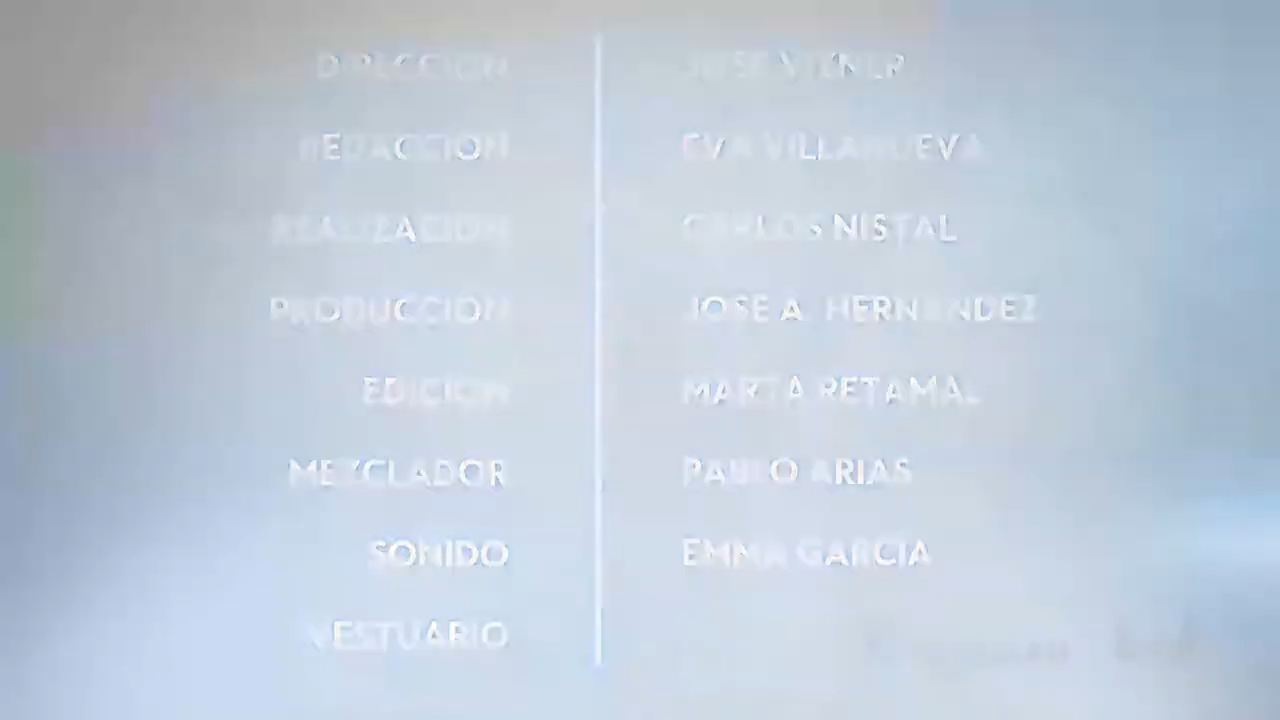 DIRECCION JOSE
REDACCION EVA VILLANUEVA
REALIZACION CARLOS NISTAL
PRODUCCION JOSE A. HERNANDEZ
EDICION MARTA RETAMAL
MEZCLADOR PABLO ARIAS
SONIDO EMMA GARCIA
VESTUARIO